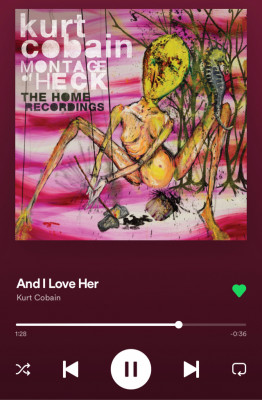 kurt
cobain
MONTAGE
of HECK
THE HOME
RECORDINGS
And I Love Her
Kurt Cobain
1:28
-0:36